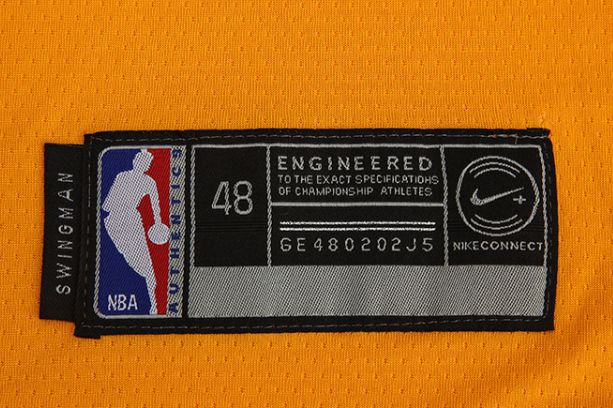 SWINGMAN
NBA
AUTHENTICS
48
ENGINEERED
TO THE EXACT SPECIFICATIONS
OF CHAMPIONSHIP ATHLETES
GE480202J5
NIKECONNECT